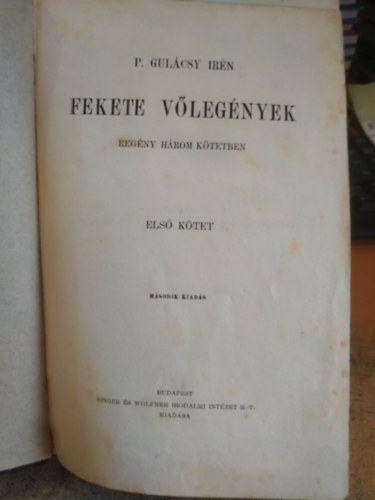 P. GULÁCSY IRÉN
FEKETE VŐLEGÉNYEK
REGÉNY HÁROM KÖTETBEN
ELSŐ KÖTET
MÁSODIK KIADÁS
BUDAPEST
SINGER ÉS WOLFNER IRODALMI INTÉZET R.-T.
KIADÁSA